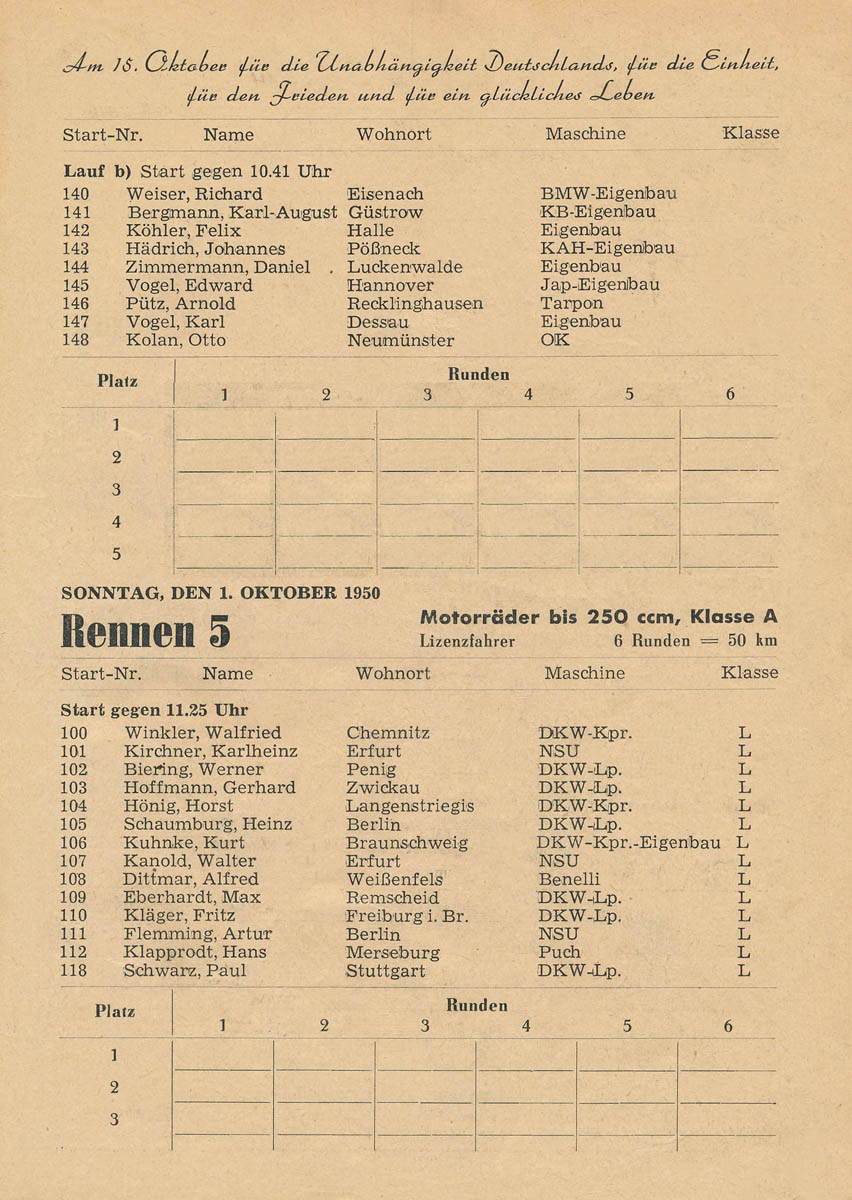 Am 15. Oktober für die Unabhängigkeit Deutschlands, für die Einheit,
für den Frieden und für ein glückliches Leben
Start-Nr. Name Wohnort Maschine Klasse
Lauf b) Start gegen 10.41 Uhr
140 Weiser, Richard Eisenach BMW-Eigenbau
141 Bergmann, Karl-August Güstrow KB-Eigenbau
142 Köhler, Felix Halle Eigenbau
143 Hädrich, Johannes Pößneck KAH-Eigenbau
144 Zimmermann, Daniel . Luckenwalde Eigenbau
145 Vogel, Edward Hannover Jap-Eigenbau
146 Pütz, Arnold Recklinghausen Tarpon
147 Vogel, Karl Dessau Eigenbau
148 Kolan, Otto Neumünster OK
Platz Runden
1 2 3 4 5 6
1
2
3
4
5
SONNTAG, DEN 1. OKTOBER 1950
Rennen 5 Motorräder bis 250 ccm, Klasse A
Lizenzfahrer 6 Runden = 50 km
Start-Nr. Name Wohnort Maschine Klasse
Start gegen 11.25 Uhr
100 Winkler, Walfried Chemnitz DKW-Kpr. L
101 Kirchner, Karlheinz Erfurt NSU L
102 Biering, Werner Penig DKW-Lp. L
103 Hoffmann, Gerhard Zwickau DKW-Lp. L
104 Hönig, Horst Langenstriegis DKW-Kpr. L
105 Schaumburg, Heinz Berlin DKW-Lp. L
106 Kuhnke, Kurt Braunschweig DKW-Kpr.-Eigenbau L
107 Kanold, Walter Erfurt NSU L
108 Dittmar, Alfred Weißenfels Benelli L
109 Eberhardt, Max Remscheid DKW-Lp. L
110 Kläger, Fritz Freiburg i. Br. DKW-Lp. L
111 Flemming, Artur Berlin NSU L
112 Klapprodt, Hans Merseburg Puch L
118 Schwarz, Paul Stuttgart DKW-Lp. L
Platz Runden
1 2 3 4 5 6
1
2
3